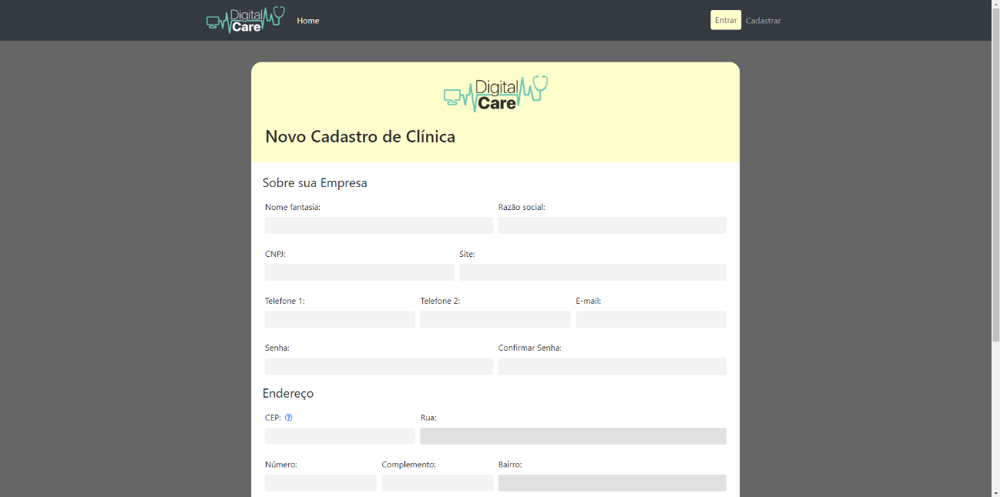 Digital
Care
Home
Entrar
Cadastrar
Digital
Care
Novo Cadastro de Clínica
Sobre sua Empresa
Nome fantasia:
Razão social:
CNPJ:
Site:
Telefone 1:
Telefone 2:
E-mail:
Senha:
Confirmar Senha:
Endereço
CEP:
Rua:
Número:
Complemento:
Bairro: